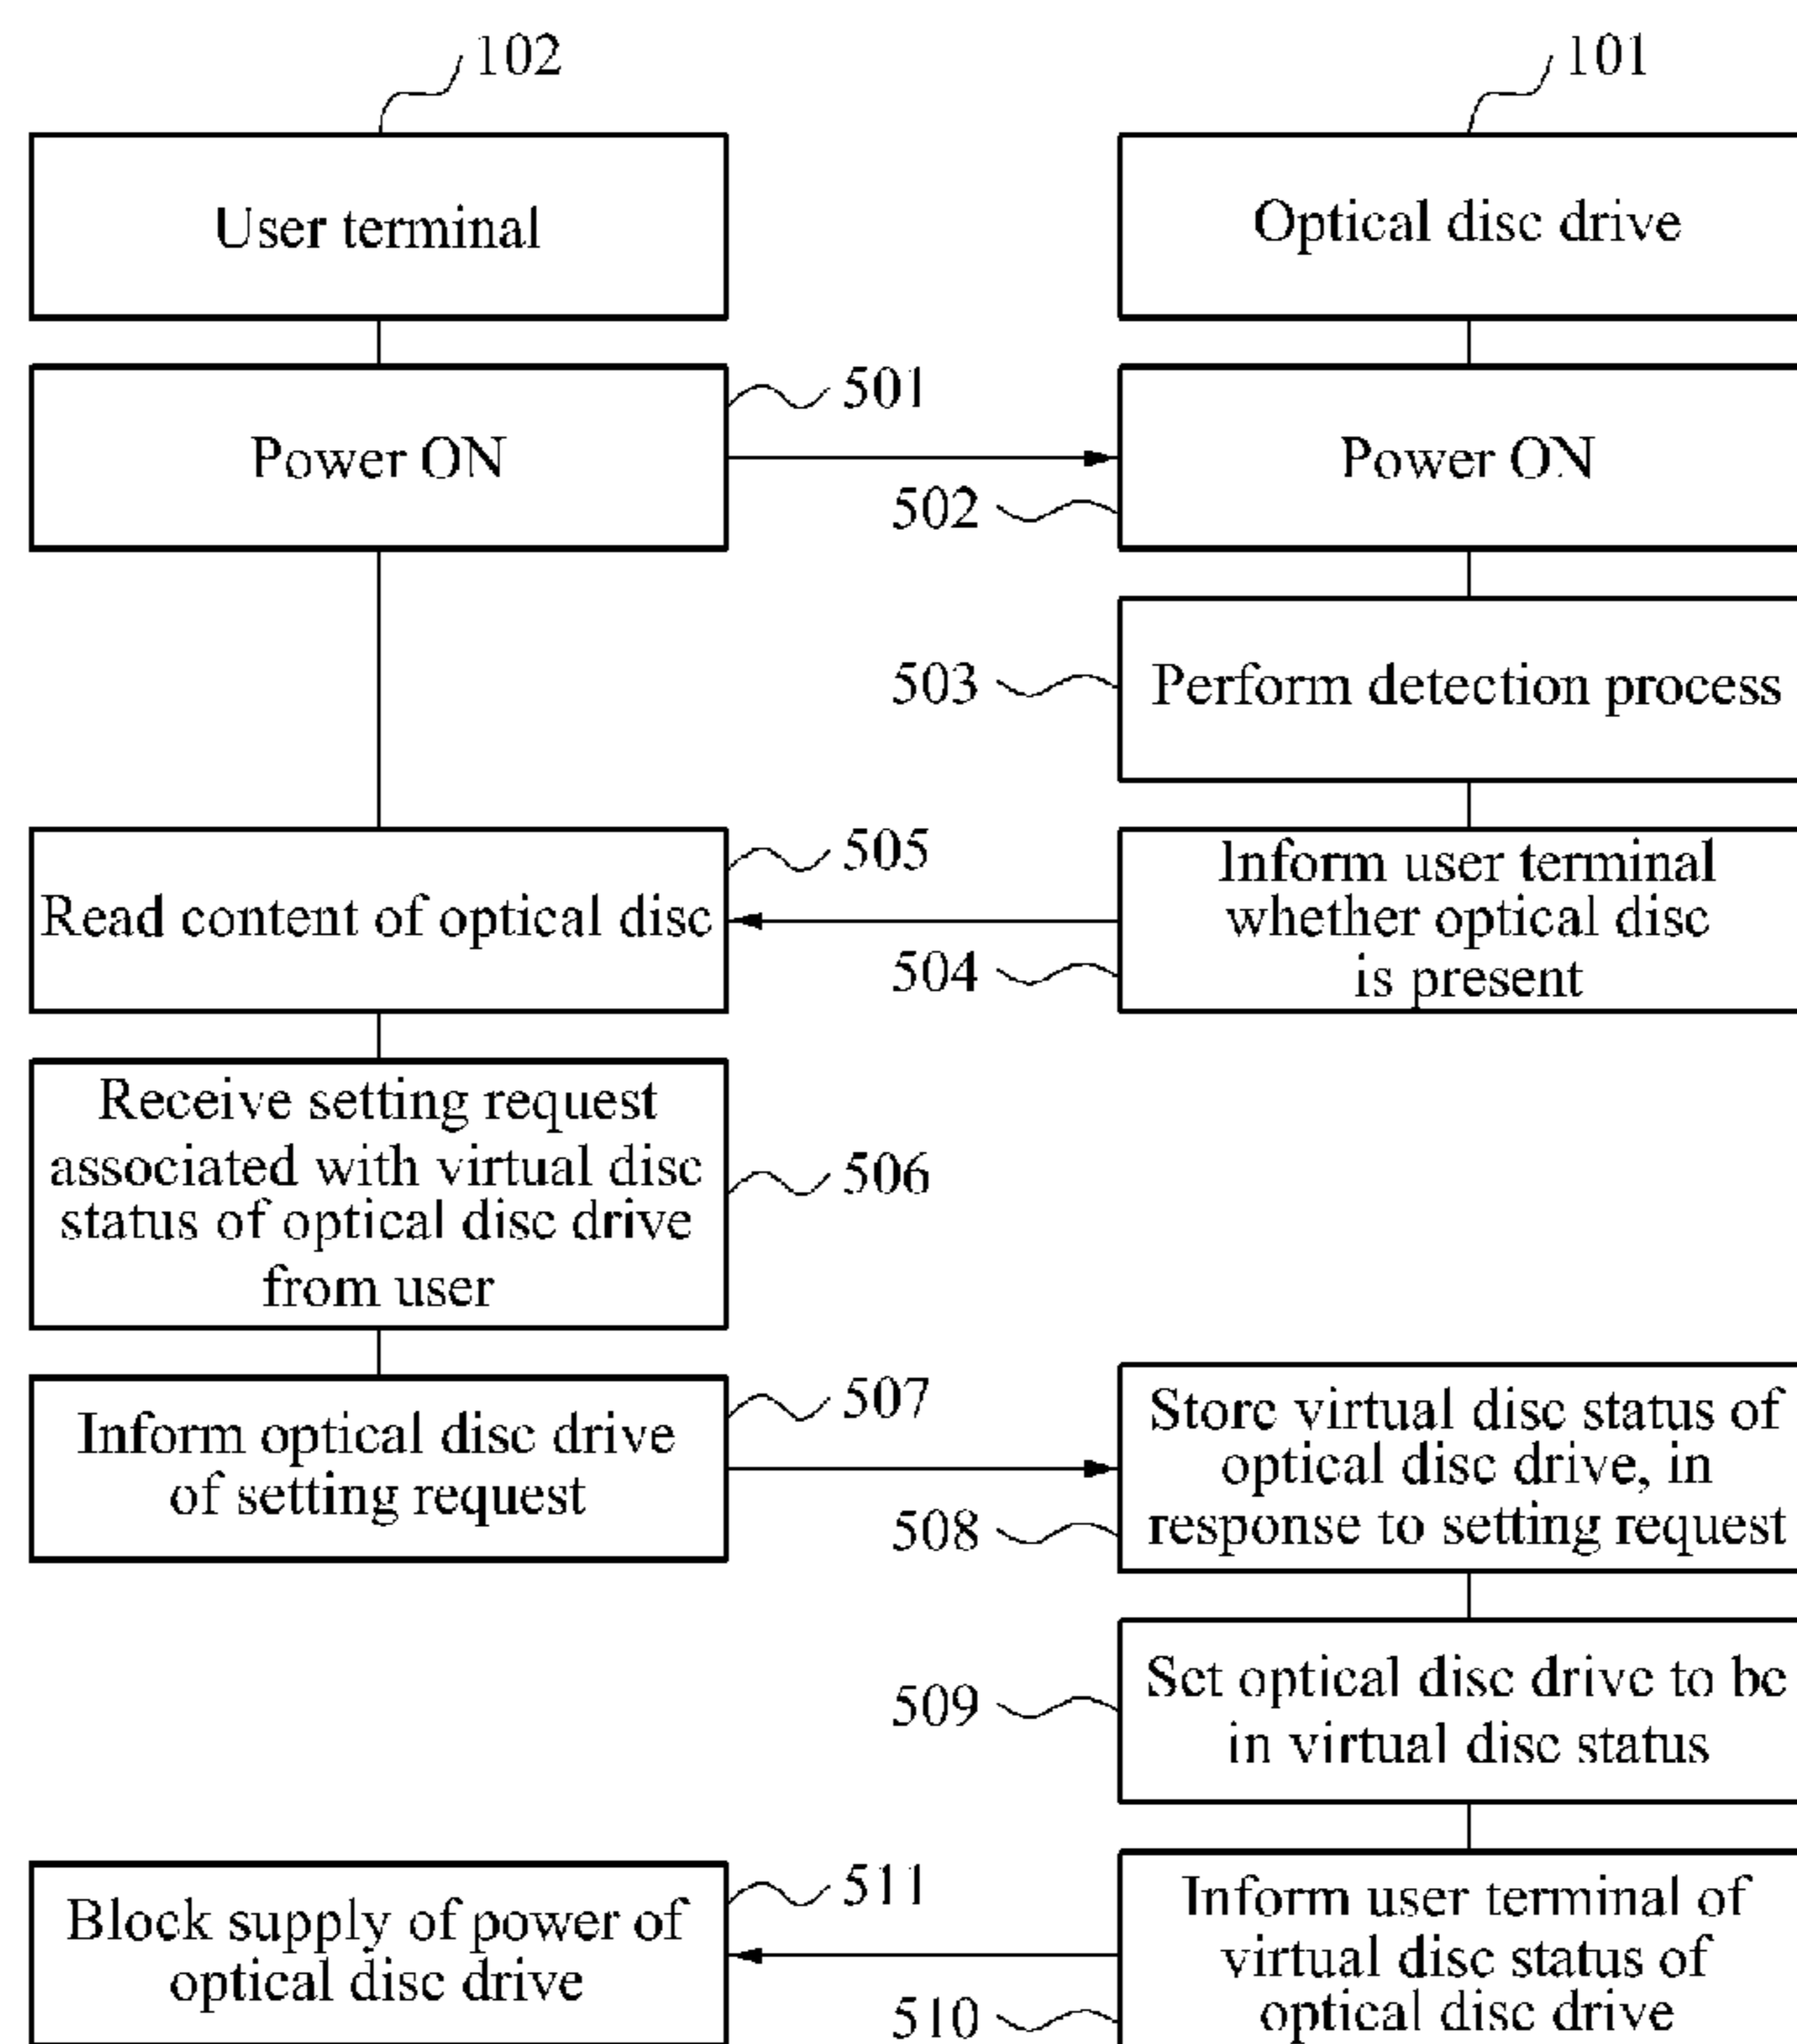 102
101
User terminal
Optical disc drive
501
Power ON
Power ON
502
503
Perform detection process
505
Read content of optical disc
Inform user terminal
whether optical disc
is present
504
Receive setting request
associated with virtual disc
status of optical disc drive
from user
506
507
Inform optical disc drive
of setting request
Store virtual disc status of
optical disc drive, in
response to setting request
508
509
Set optical disc drive to be
in virtual disc status
511
Block supply of power of
optical disc drive
Inform user terminal of
virtual disc status of
optical disc drive
510